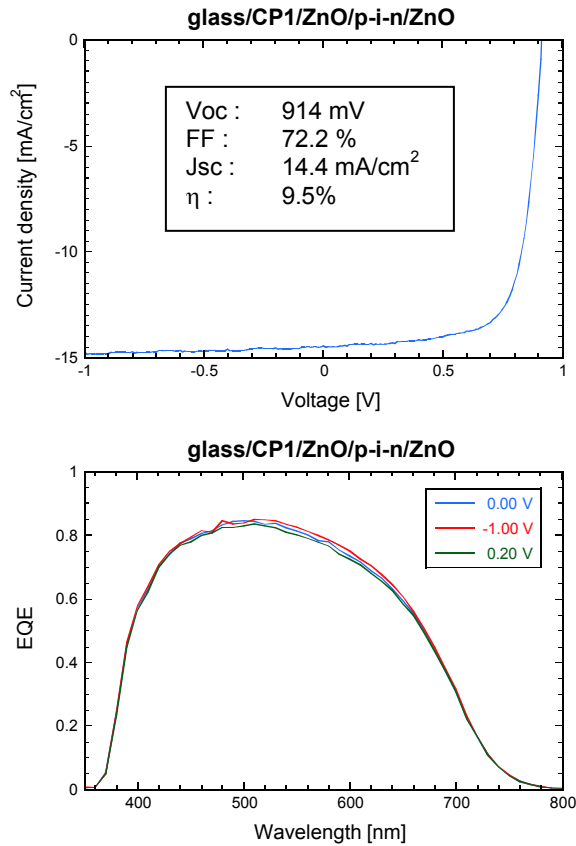 glass/CP1/ZnO/p-i-n/ZnO
0
-5
-10
-15
Current density [mA/cm²]
Voc : 914 mV
FF : 72.2 %
Jsc : 14.4 mA/cm²
η : 9.5%
-1 -0.5 0 0.5 1
Voltage [V]
glass/CP1/ZnO/p-i-n/ZnO
1
0.8
0.6
0.4
0.2
0
EQE
0.00 V
-1.00 V
0.20 V
400 500 600 700 800
Wavelength [nm]